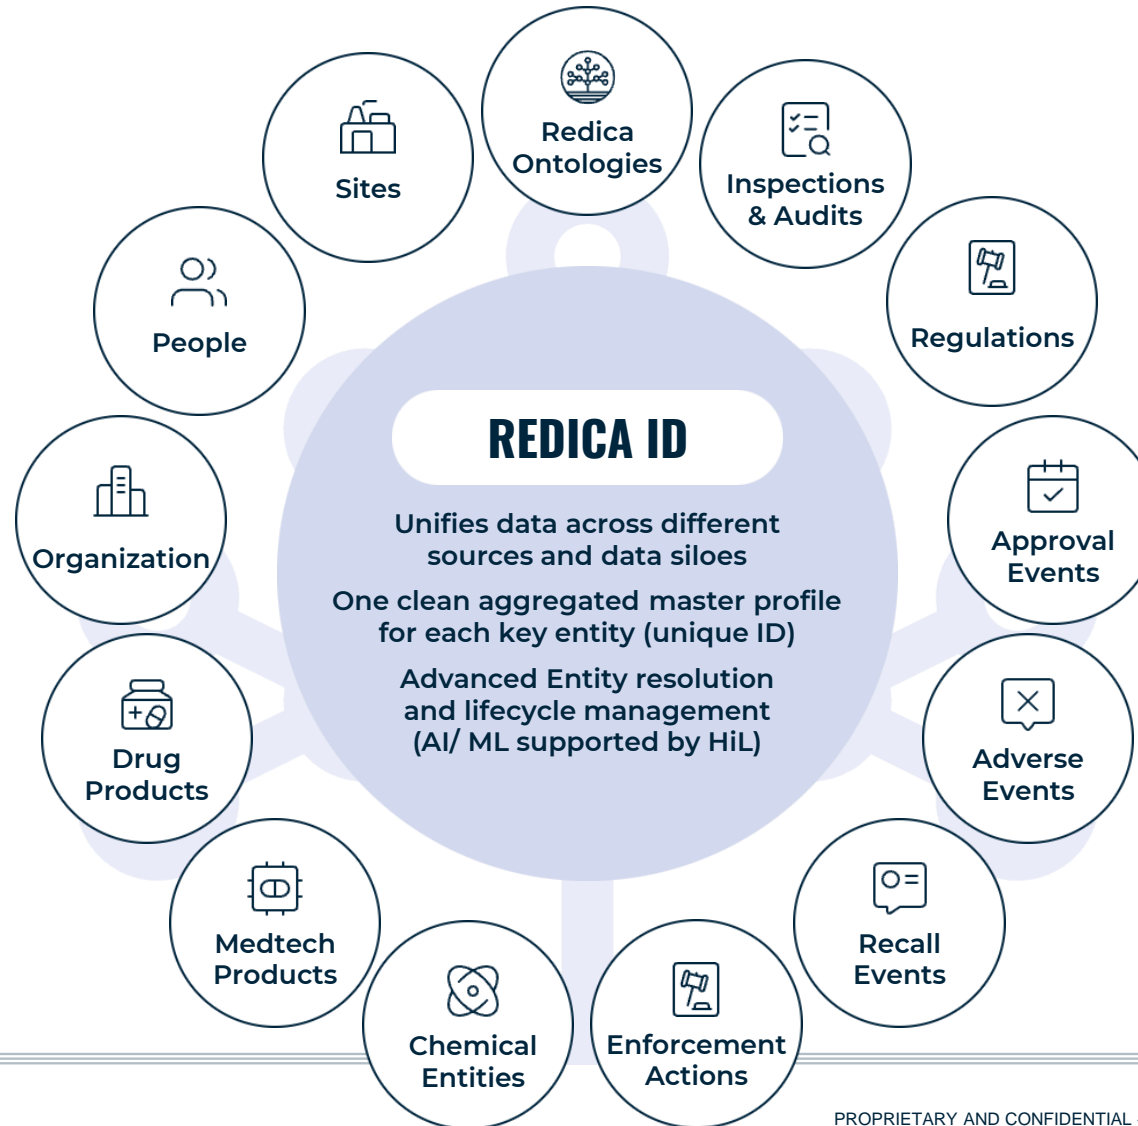 Redica
Ontologies
Sites
Inspections
& Audits
People
Regulations
REDICA ID
Organization
Approval
Events
Unifies data across different
sources and data siloes
One clean aggregated master profile
for each key entity (unique ID)
Advanced Entity resolution
and lifecycle management
(AI/ ML supported by HiL)
Drug
Products
Adverse
Events
Medtech
Products
Recall
Events
Chemical
Entities
Enforcement
Actions
PROPRIETARY AND CONFIDENTIAL